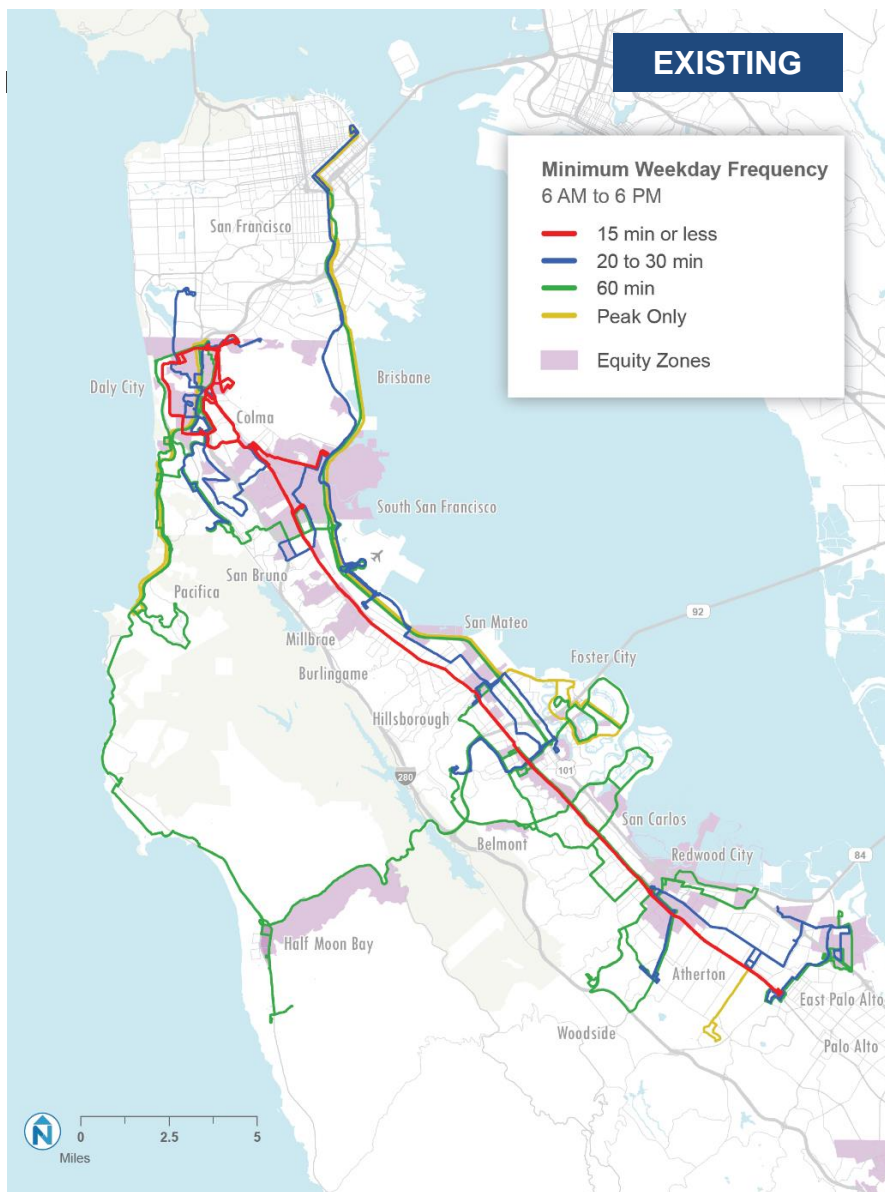 EXISTING
Minimum Weekday Frequency
6 AM to 6 PM
15 min or less
20 to 30 min
60 min
Peak Only
Equity Zones
San Francisco
Daly City
Brisbane
Colma
South San Francisco
San Bruno
Pacifica
San Mateo
92
Millbrae
Foster City
Burlingame
Hillsborough
280
101
San Carlos
Belmont
Redwood City
84
Half Moon Bay
Atherton
East Palo Alto
Woodside
Palo Alto
N
0 2.5 5
Miles